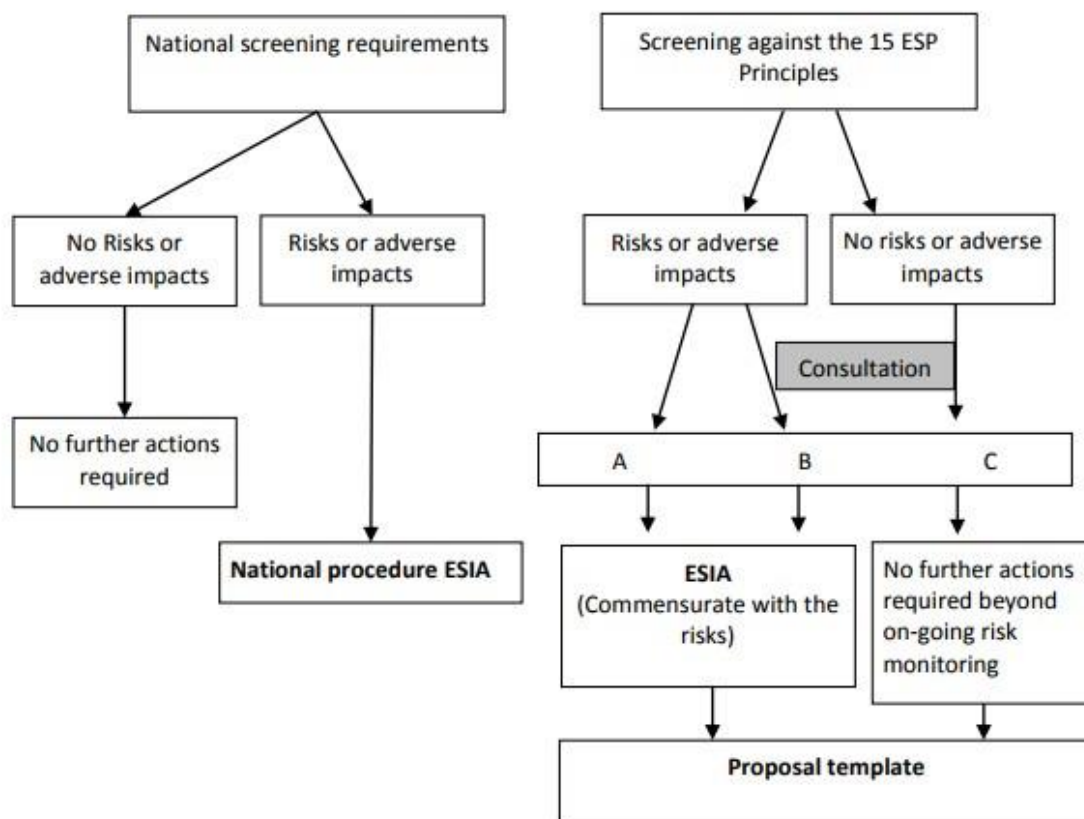 National screening requirements
Screening against the 15 ESP
Principles
No Risks or
adverse impacts
Risks or adverse
impacts
Risks or adverse
impacts
No risks or adverse
impacts
Consultation
No further actions
required
A B C
National procedure ESIA
ESIA
(Commensurate with the
risks)
No further actions
required beyond
on-going risk
monitoring
Proposal template